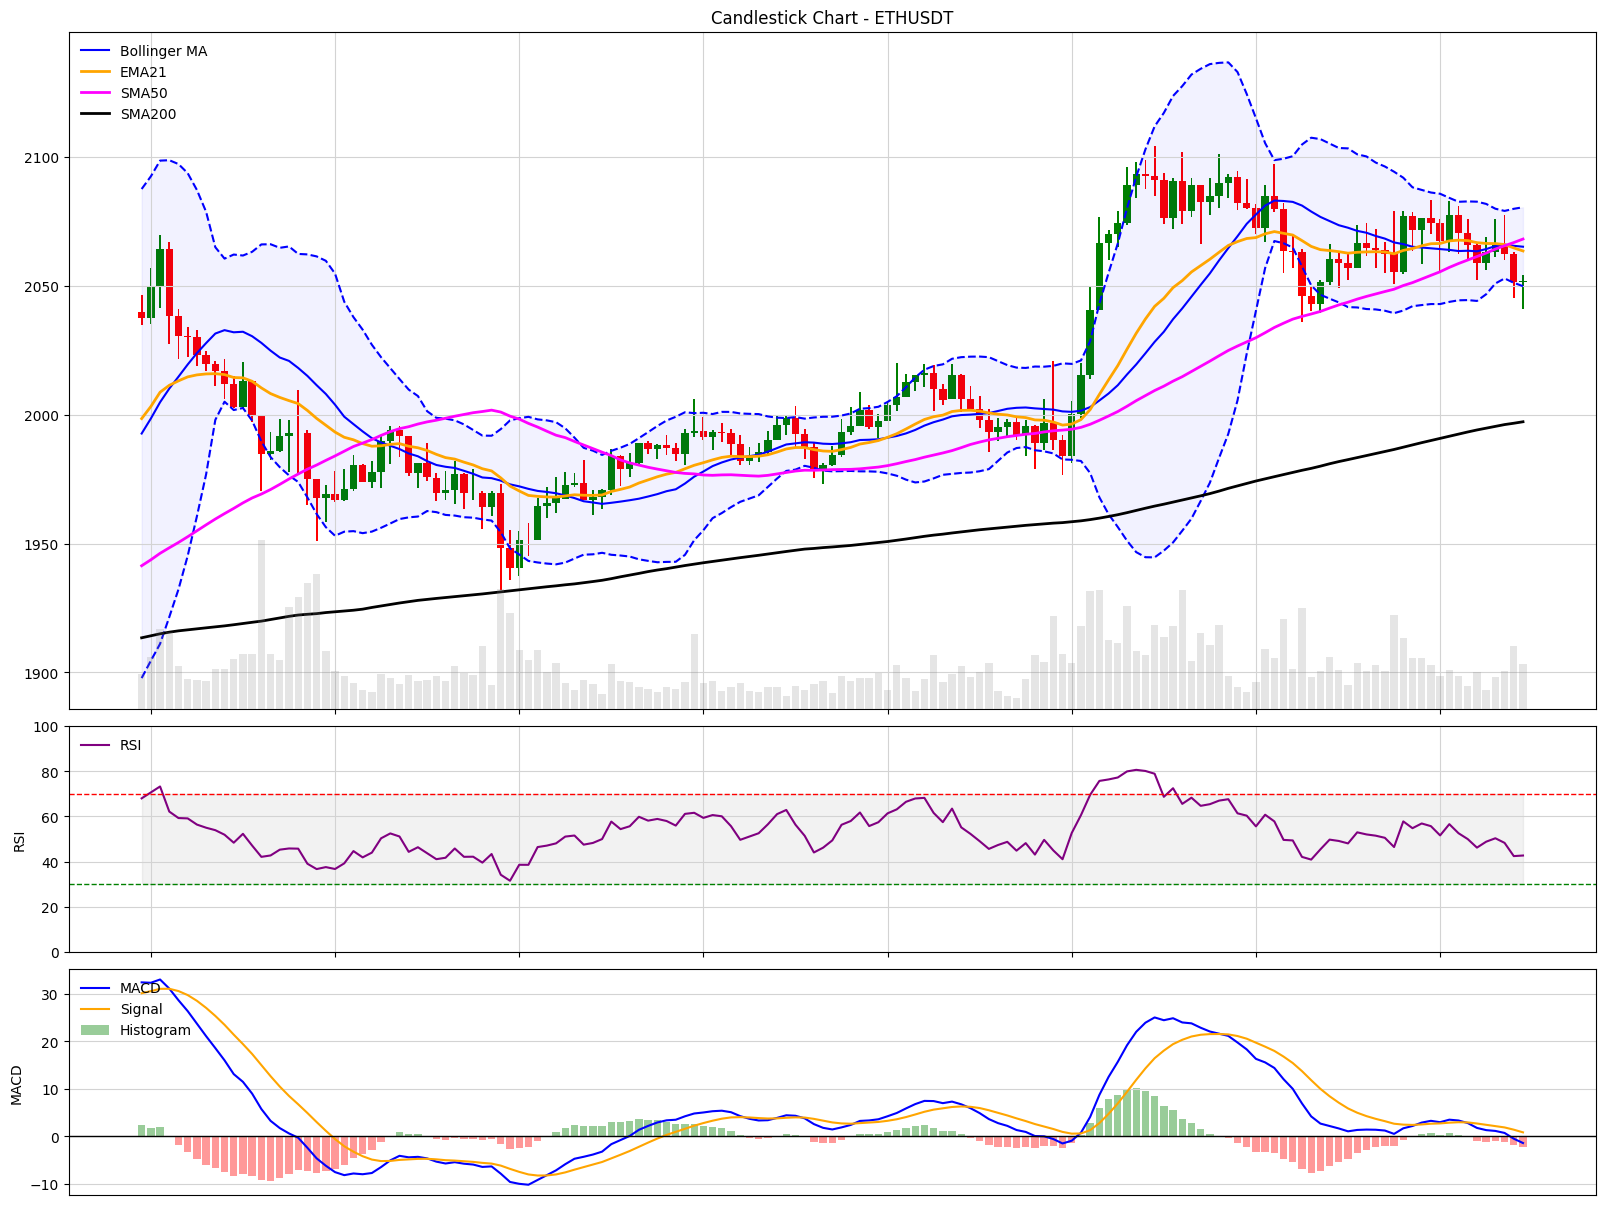 Candlestick Chart - ETHUSDT
Bollinger MA
EMA21
SMA50
SMA200
2100
2050
2000
1950
1900
100
80
60
40
20
0
RSI
RSI
30
20
10
0
−10
MACD
MACD
Signal
Histogram